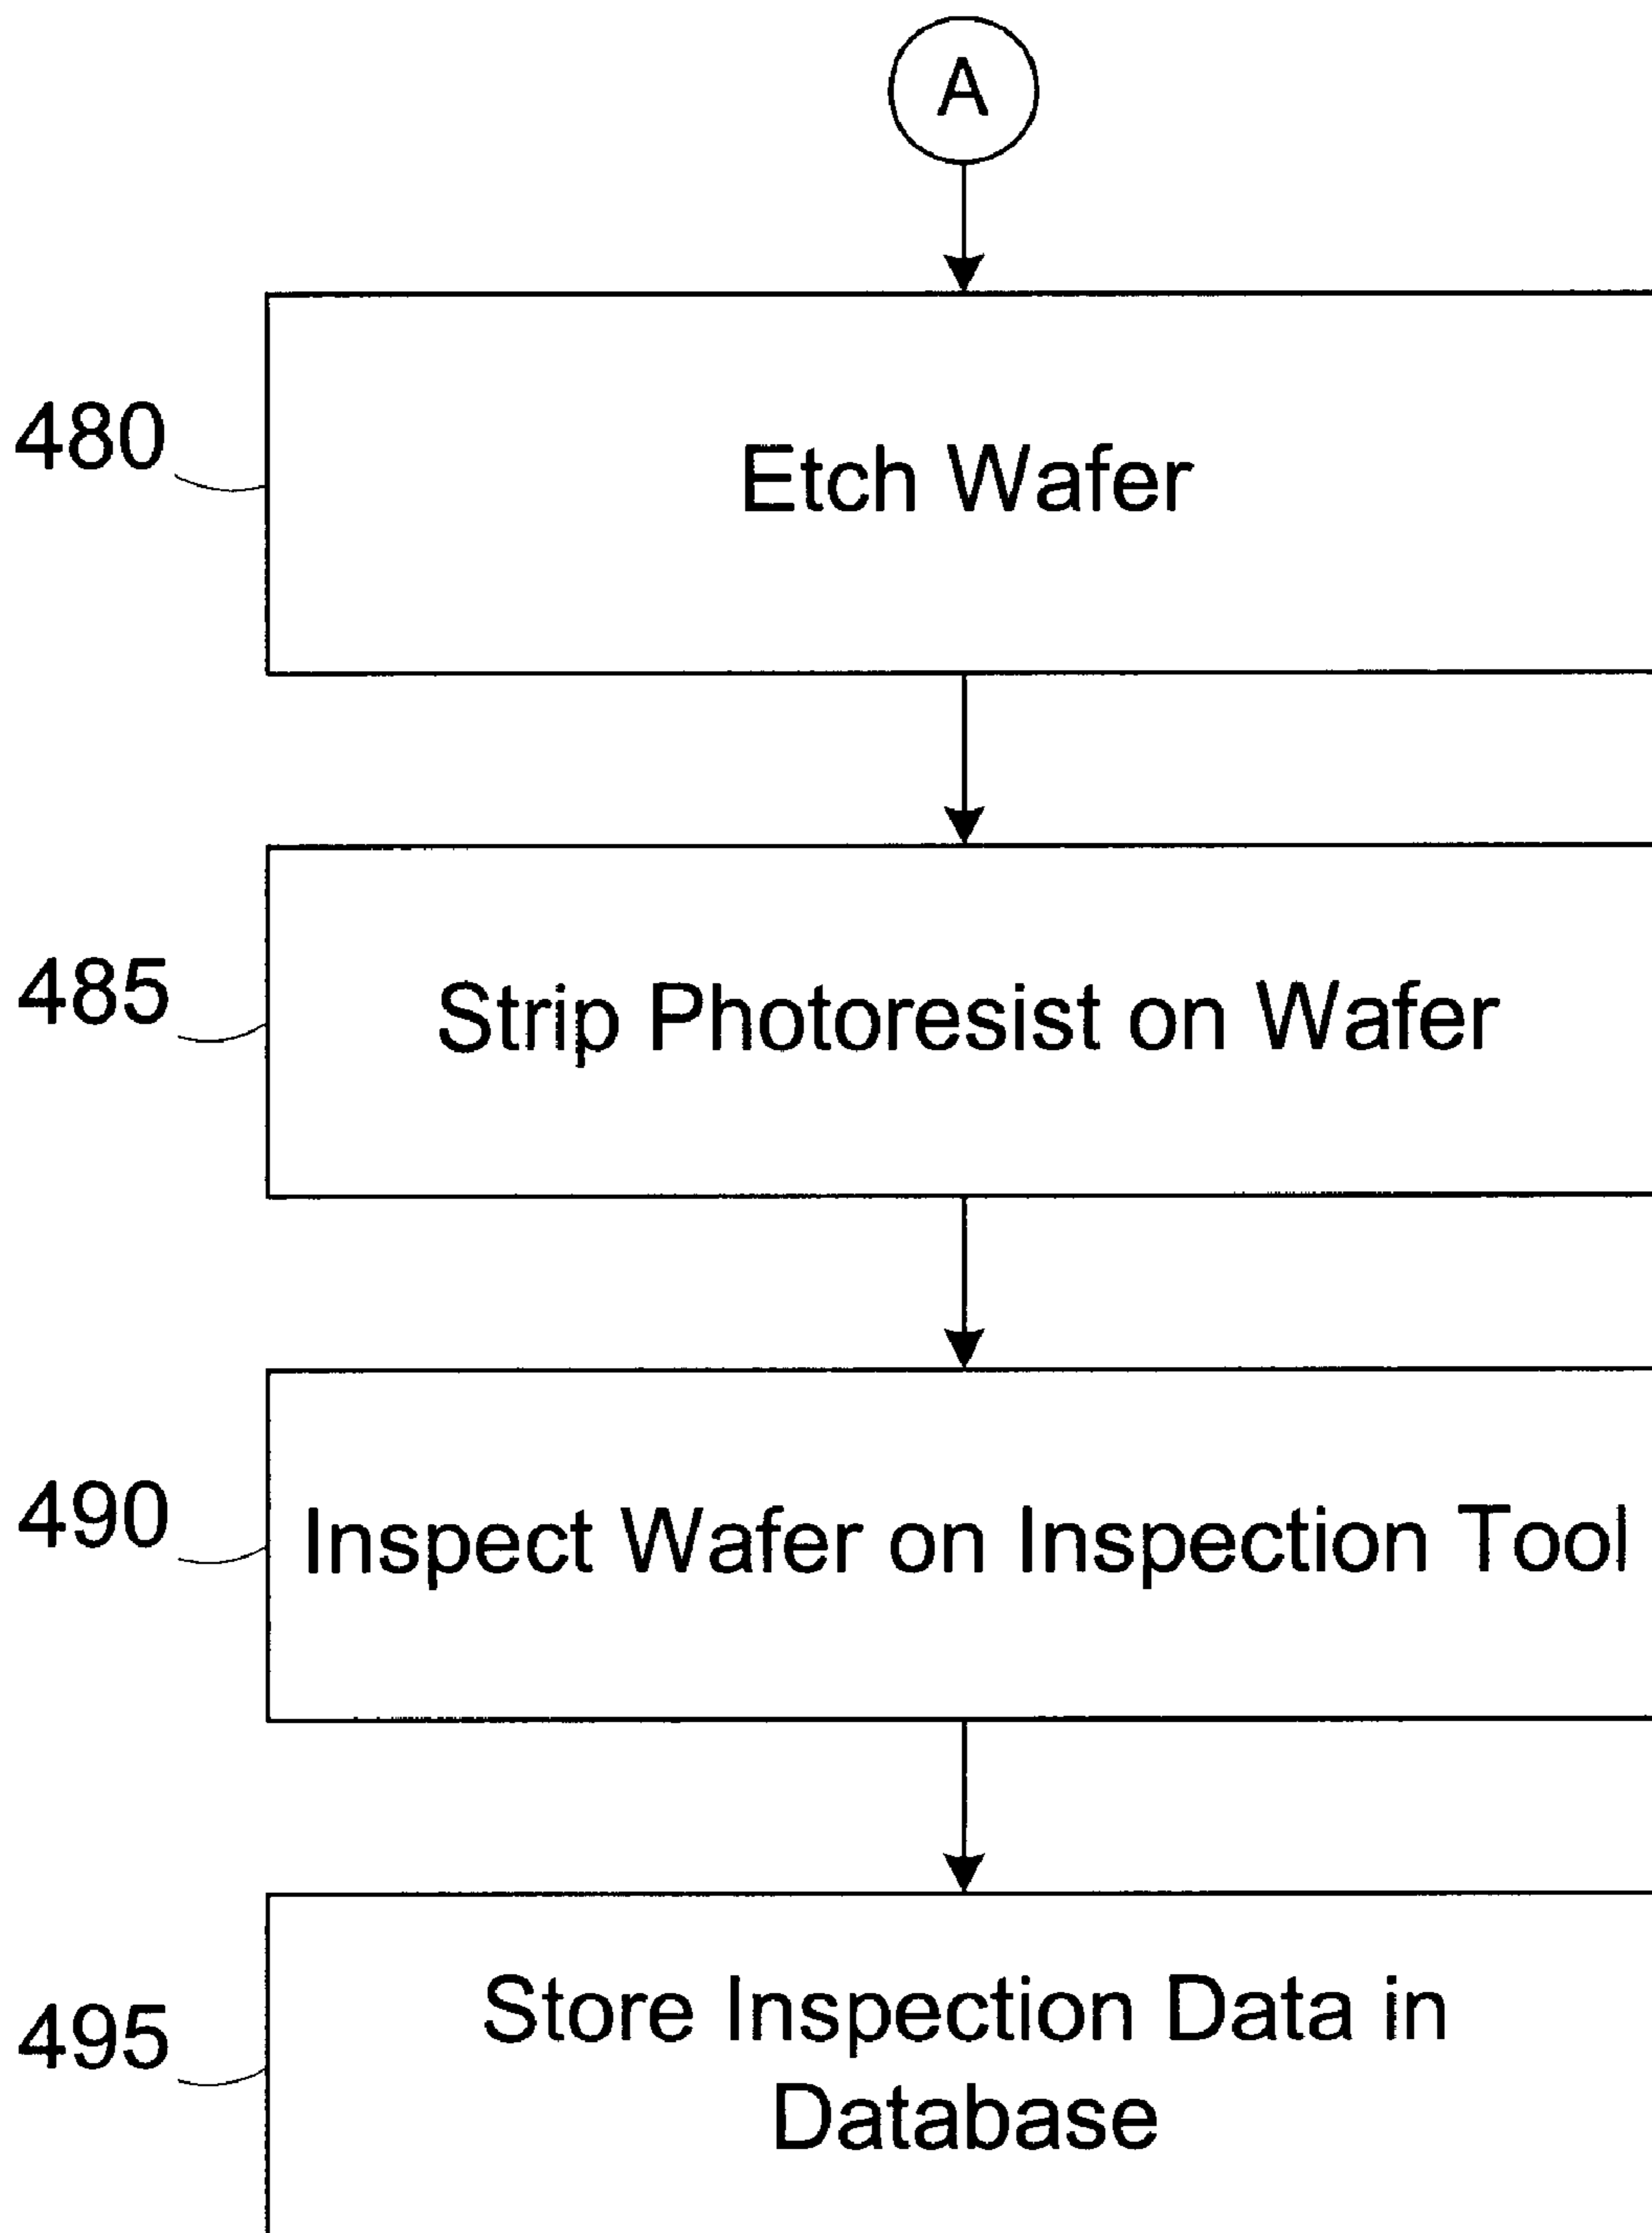 A
480
Etch Wafer
485
Strip Photoresist on Wafer
490
Inspect Wafer on Inspection Tool
495
Store Inspection Data in
Database